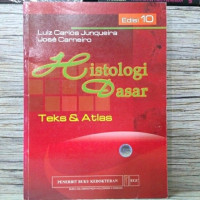 Edisi 10
Luiz Carlos Junqueira
José Carneiro
Histologi
Dasar
Teks & Atlas
PENERBIT BUKU KEDOKTERAN
EGC